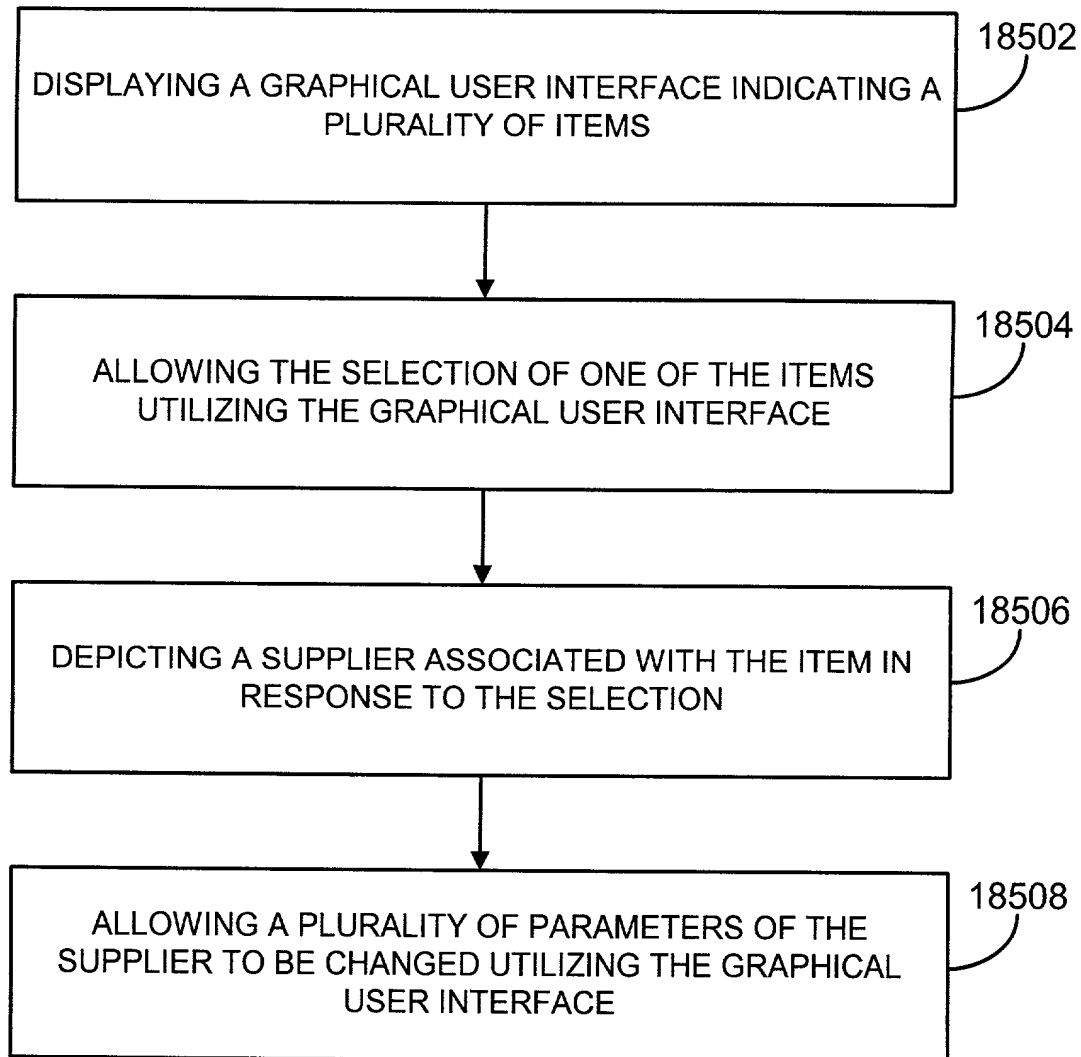 18502
DISPLAYING A GRAPHICAL USER INTERFACE INDICATING A
PLURALITY OF ITEMS
18504
ALLOWING THE SELECTION OF ONE OF THE ITEMS
UTILIZING THE GRAPHICAL USER INTERFACE
18506
DEPICTING A SUPPLIER ASSOCIATED WITH THE ITEM IN
RESPONSE TO THE SELECTION
18508
ALLOWING A PLURALITY OF PARAMETERS OF THE
SUPPLIER TO BE CHANGED UTILIZING THE GRAPHICAL
USER INTERFACE